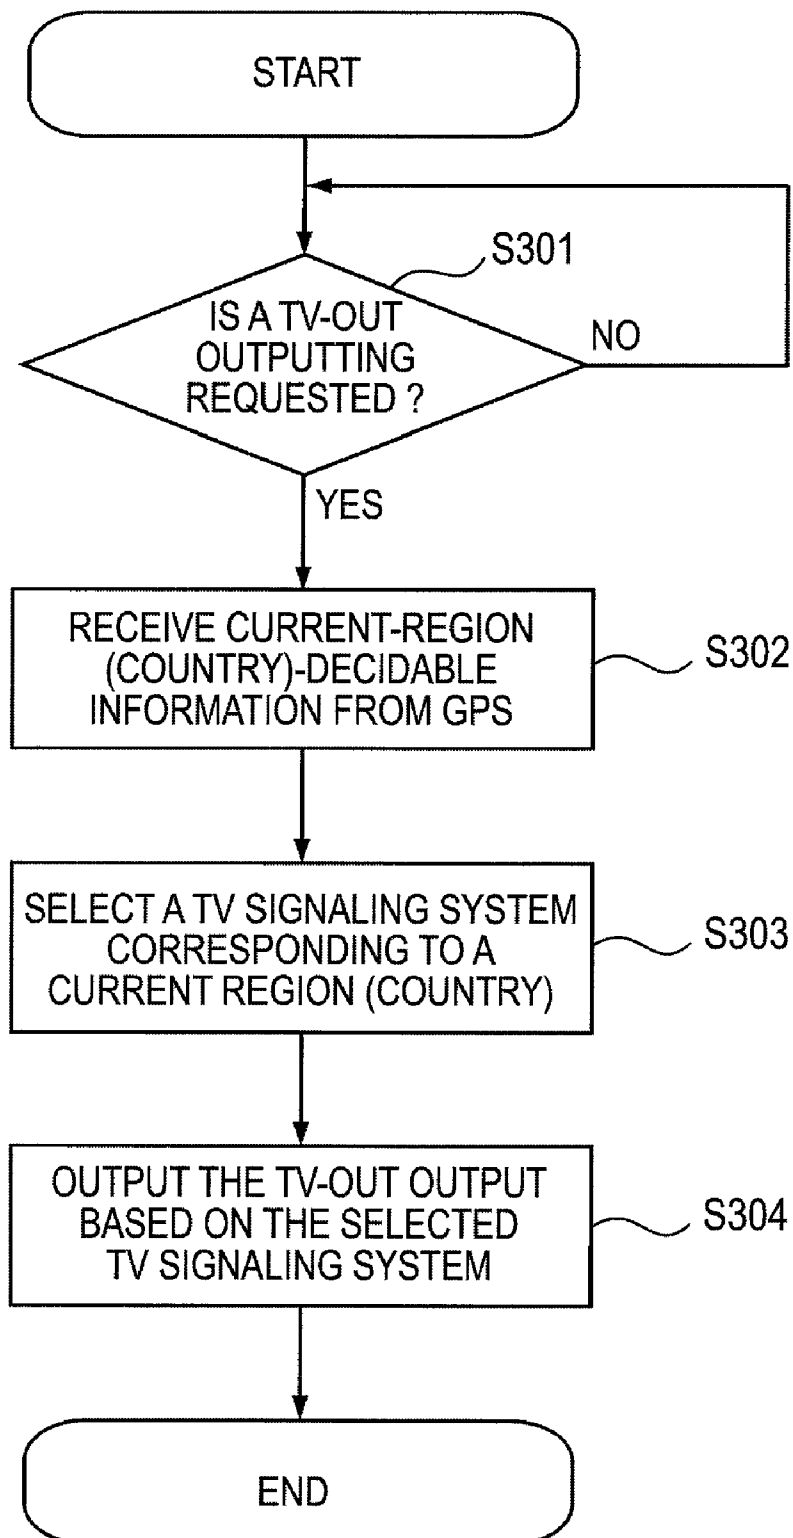 START
S301
IS A TV-OUT
OUTPUTTING
REQUESTED ?
NO
YES
RECEIVE CURRENT-REGION
(COUNTRY)-DECIDABLE
INFORMATION FROM GPS
S302
SELECT A TV SIGNALING SYSTEM
CORRESPONDING TO A
CURRENT REGION (COUNTRY)
S303
OUTPUT THE TV-OUT OUTPUT
BASED ON THE SELECTED
TV SIGNALING SYSTEM
S304
END